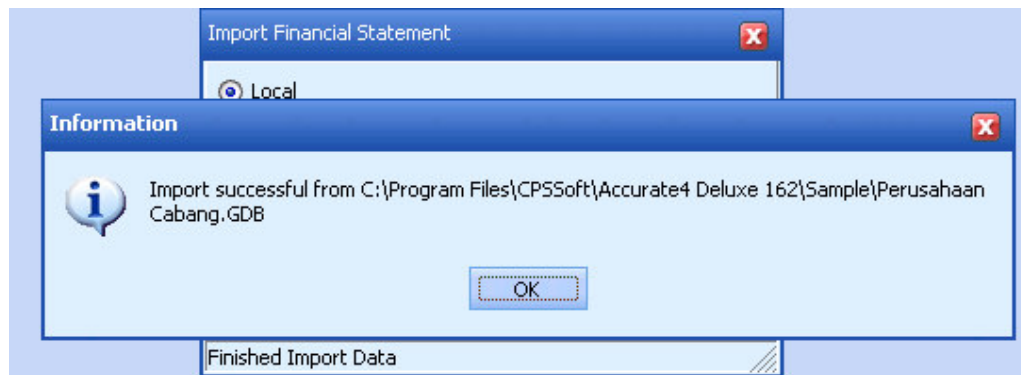 Import Financial Statement
Local
Information
Import successful from C:\Program Files\CPSSoft\Accurate4 Deluxe 162\Sample\Perusahaan
Cabang.GDB
OK
Finished Import Data